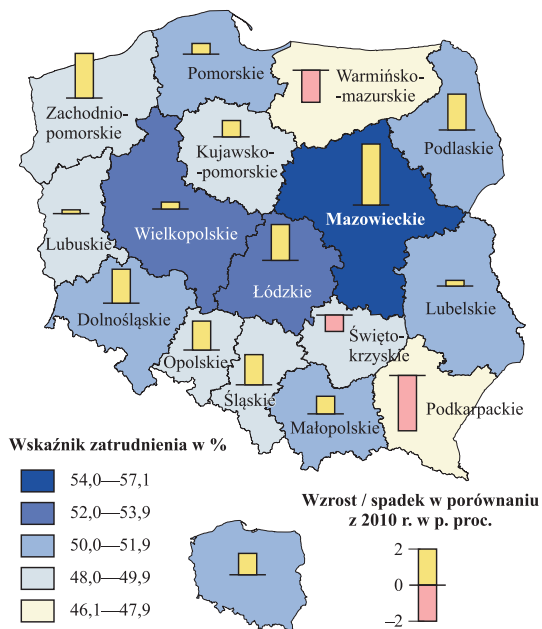 Pomorskie
Warmińsko-
mazurskie
Zachodnio-
pomorskie
Kujawsko-
pomorskie
Podlaskie
Mazowieckie
Lubuskie
Wielkopolskie
Łódzkie
Dolnośląskie
Lubelskie
Opolskie
Święto-
krzyskie
Śląskie
Małopolskie
Podkarpackie
Wskaźnik zatrudnienia w %
54,0—57,1
52,0—53,9
50,0—51,9
48,0—49,9
46,1—47,9
Wzrost / spadek w porównaniu
z 2010 r. w p. proc.
2
0
–2